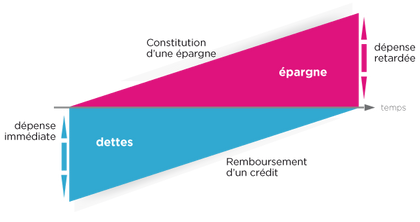 Constitution
d'une épargne
dépense
retardée
épargne
temps
dépense
immédiate
dettes
Remboursement
d'un crédit